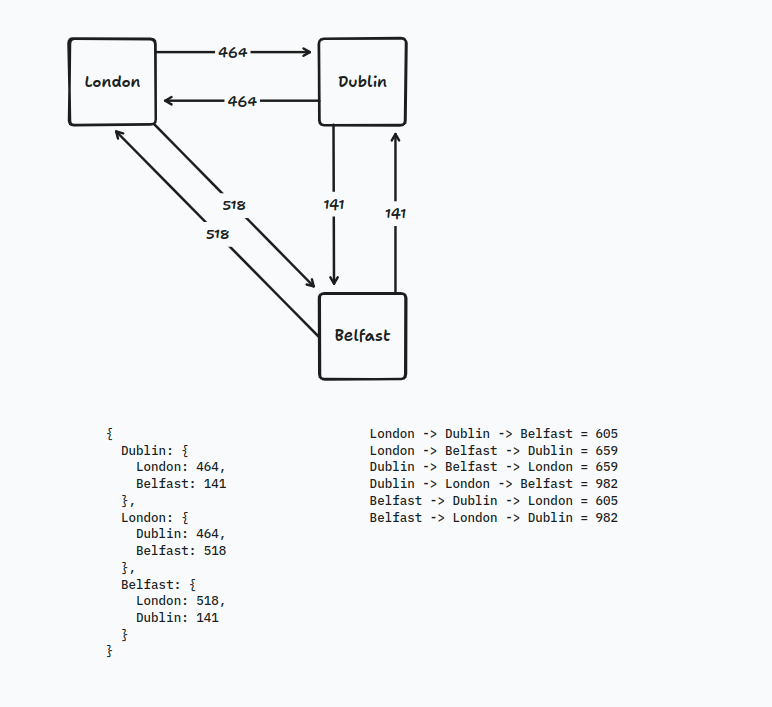 London
464
Dublin
464
518
141
141
518
Belfast
{
  Dublin: {
    London: 464,
    Belfast: 141
  },
  London: {
    Dublin: 464,
    Belfast: 518
  },
  Belfast: {
    London: 518,
    Dublin: 141
  }
}
London -> Dublin -> Belfast = 605
London -> Belfast -> Dublin = 659
Dublin -> Belfast -> London = 659
Dublin -> London -> Belfast = 982
Belfast -> Dublin -> London = 605
Belfast -> London -> Dublin = 982